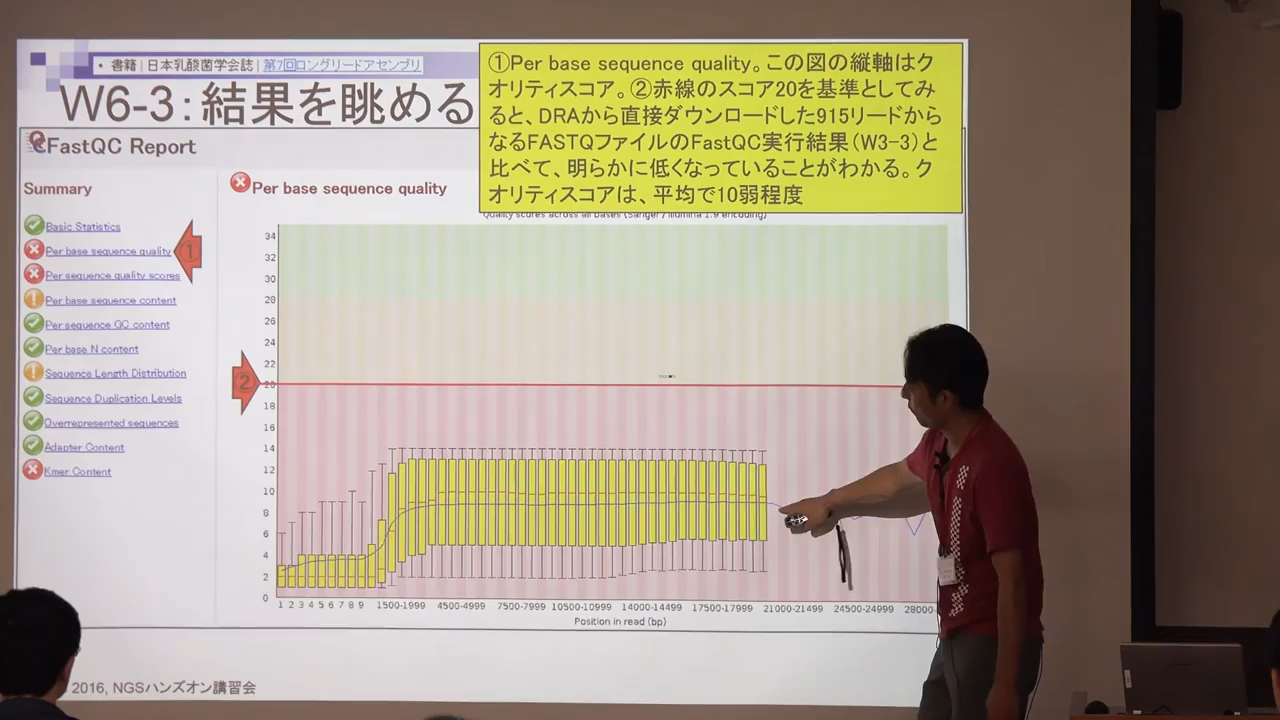 • 書籍 | 日本乳酸菌学会誌 | 第7回ロングリードアセンブリ
W6-3：結果を眺める
①Per base sequence quality。この図の縦軸はク
オリティスコア。②赤線のスコア20を基準としてみ
ると、DRAから直接ダウンロードした915リードから
なるFASTQファイルのFastQC実行結果（W3-3）と
比べて、明らかに低くなっていることがわかる。ク
オリティスコアは、平均で10弱程度
FastQC Report
Summary
Basic Statistics
Per base sequence quality
①
Per sequence quality scores
Per base sequence content
Per sequence GC content
Per base N content
Sequence Length Distribution
Sequence Duplication Levels
Overrepresented sequences
Adapter Content
Kmer Content
Per base sequence quality
Quality scores across all bases (Sanger / Illumina 1.9 encoding)
34
32
30
28
26
24
22
②
20
18
16
14
12
10
8
6
4
2
0
1 2 3 4 5 6 7 8 9 1500-1999 4500-4999 7500-7999 10500-10999 14000-14499 17500-17999 21000-21499 24500-24999 28000-
Position in read (bp)
2016, NGSハンズオン講習会